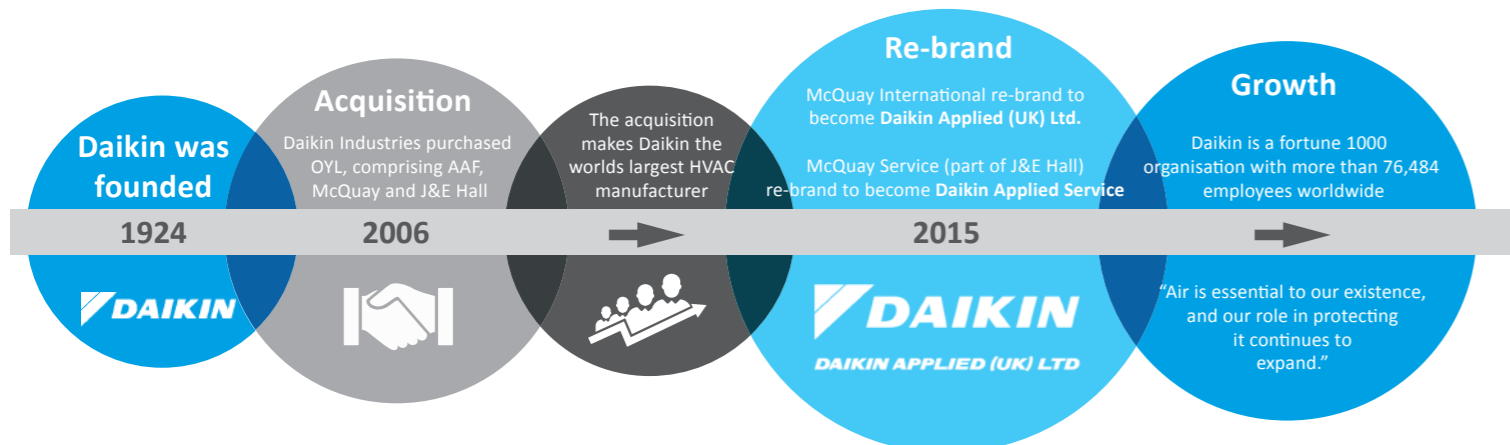 Daikin was
founded
1924
DAIKIN
Acquisition
Daikin Industries purchased
OYL, comprising AAF,
McQuay and J&E Hall
2006
The acquisition
makes Daikin the
worlds largest HVAC
manufacturer
Re-brand
McQuay International re-brand to
become Daikin Applied (UK) Ltd.
McQuay Service (part of J&E Hall)
re-brand to become Daikin Applied Service
2015
DAIKIN
DAIKIN APPLIED (UK) LTD
Growth
Daikin is a fortune 1000
organisation with more than 76,484
employees worldwide
“Air is essential to our existence,
and our role in protecting
it continues to
expand.”